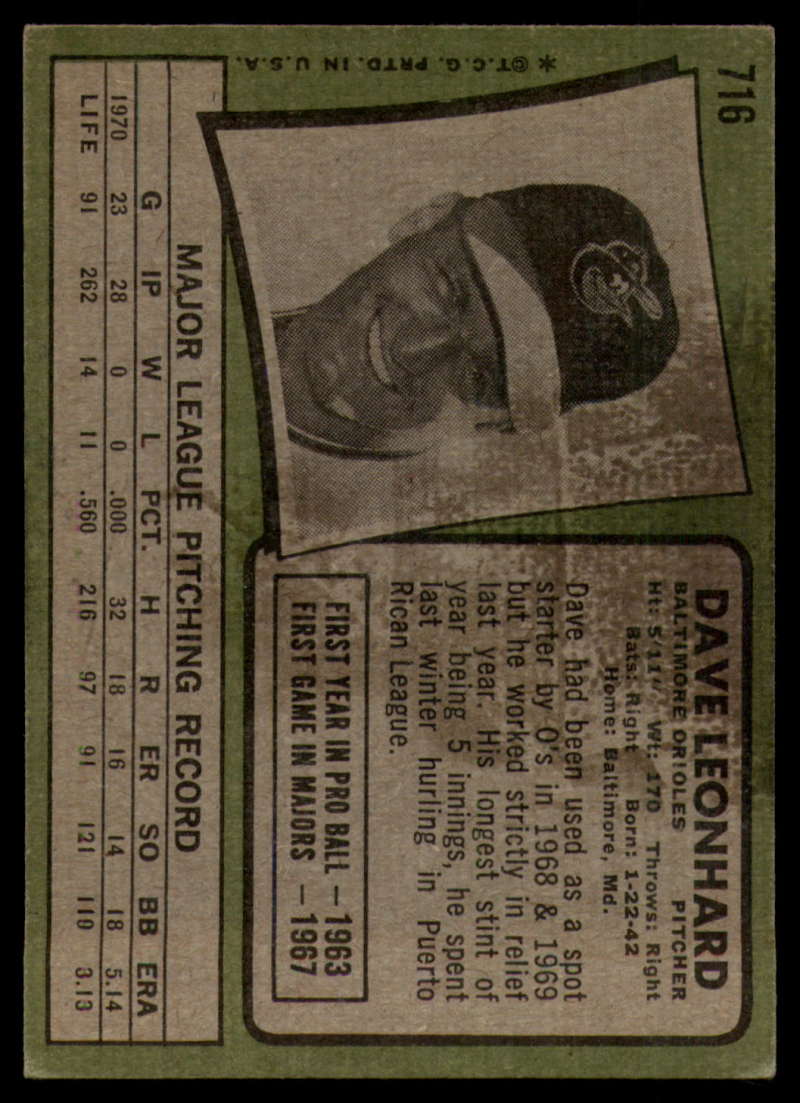 716
*©T.C.G. PRTD. IN U.S.A.
DAVE LEONHARD
BALTIMORE ORIOLES PITCHER
Ht: 5/11" Wt: 170 Throws: Right
Bats: Right Born: 1-22-42
Home: Baltimore, Md.
Dave had been used as a spot
starter by O's in 1968 & 1969
but he worked strictly in relief
last year. His longest stint of
year being 5 innings, he spent
last winter hurling in Puerto
Rican League.
FIRST YEAR IN PRO BALL — 1963
FIRST GAME IN MAJORS — 1967
MAJOR LEAGUE PITCHING RECORD
G IP W L PCT. H R ER SO BB ERA
1970 23 28 0 0 .000 32 18 16 14 18 5.14
LIFE 91 262 14 11 .560 216 97 91 121 110 3.13